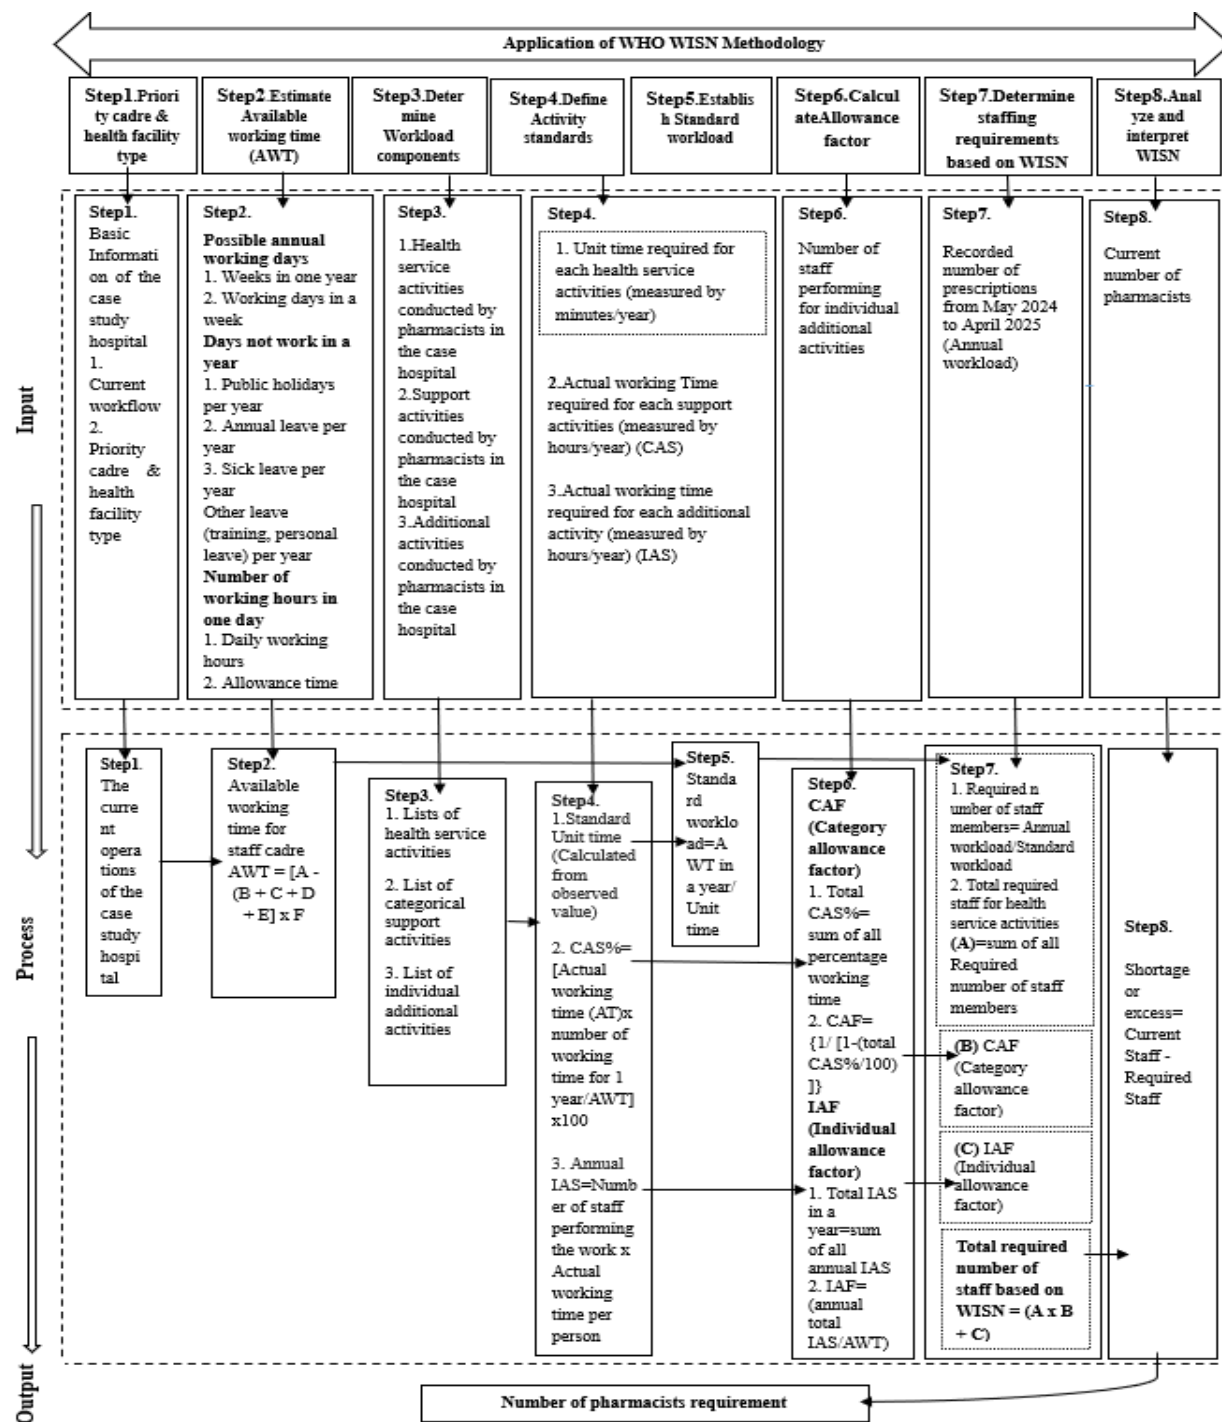 Application of WHO WISN Methodology
Step1.Priori
ty cadre &
health facility
type
Step2.Estimate
Available
working time
(AWT)
Step3.Deter
mine
Workload
components
Step4.Define
Activity
standards
Step5.Establis
h Standard
workload
Step6.Calcul
ateAllowance
factor
Step7.Determine
staffing
requirements
based on WISN
Step8.Anal
yze and
interpret
WISN
Input
Step1.
Basic
Informati
on of the
case
study
hospital
1.
Current
workflow
2.
Priority
cadre &
health
facility
type
Step2.
Possible annual
working days
1. Weeks in one year
2. Working days in a
week
Days not work in a
year
1. Public holidays
per year
2. Annual leave per
year
3. Sick leave per
year
Other leave
(training, personal
leave) per year
Number of
working hours in
one day
1. Daily working
hours
2. Allowance time
Step3.
1.Health
service
activities
conducted by
pharmacists in
the case
hospital
2.Support
activities
conducted by
pharmacists in
the case
hospital
3.Additional
activities
conducted by
pharmacists in
the case
hospital
Step4.
1. Unit time required for
each health service
activities (measured by
minutes/year)
2.Actual working Time
required for each support
activities (measured by
hours/year) (CAS)
3.Actual working time
required for each additional
activity (measured by
hours/year) (IAS)
Step6.
Number of
staff
performing
for individual
additional
activities
Step7.
Recorded
number of
prescriptions
from May 2024
to April 2025
(Annual
workload)
Step8.
Current
number of
pharmacists
Process
Step1.
The
curre
nt
opera
tions
of the
case
study
hospi
tal
Step2.
Available
working
time for
staff cadre
AWT = [A -
(B + C + D
+ E] x F
Step3.
1. Lists of
health service
activities
2. List of
categorical
support
activities
3. List of
individual
additional
activities
Step4.
1.Standard
Unit time
(Calculated
from
observed
value)
2. CAS%=
[Actual
working
time (AT)x
number of
working
time for 1
year/AWT]
x100
3. Annual
IAS=Numb
er of staff
performing
the work x
Actual
working
time per
person
Step5.
Standa
rd
worklo
ad=A
WT in
a year/
Unit
time
Step6.
CAF
(Category
allowance
factor)
1. Total
CAS%=
sum of all
percentage
working
time
2. CAF=
{1/ [1-(total
CAS%/100)
]}
IAF
(Individual
allowance
factor)
1. Total IAS
in a
year=sum
of all
annual IAS
2. IAF=
(annual
total
IAS/AWT)
Step7.
1. Required n
umber of staff
members= Annual
workload/Standard
workload
2. Total required
staff for health
service activities
(A)=sum of all
Required
number of staff
members
(B) CAF
(Category
allowance
factor)
(C) IAF
(Individual
allowance
factor)
Total required
number of
staff based on
WISN = (A x B
+ C)
Step8.
Shortage
or
excess=
Current
Staff -
Required
Staff
Output
Number of pharmacists requirement